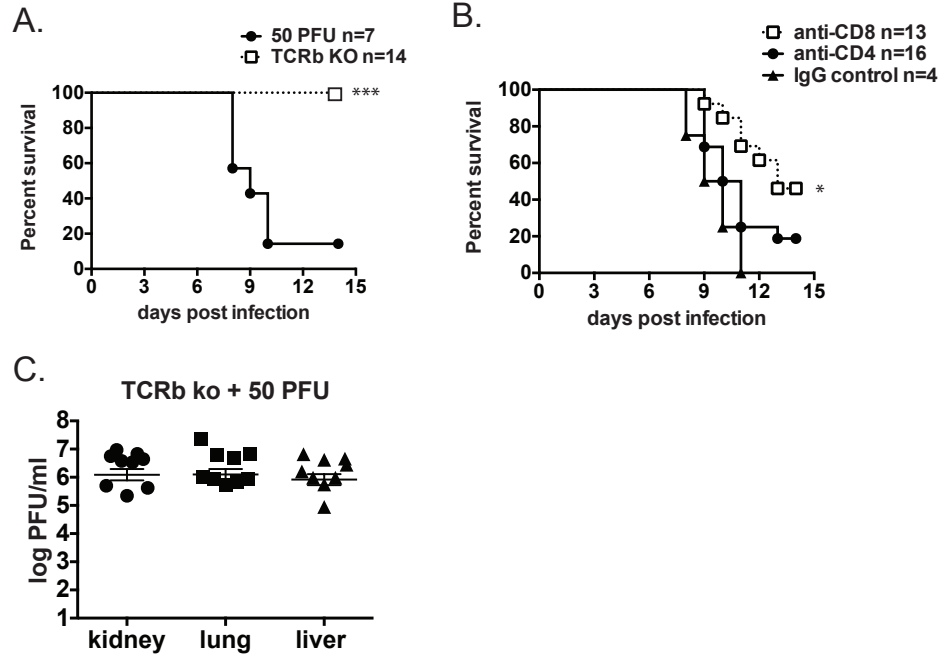 A.
50 PFU n=7
TCRb KO n=14
100
80
60
40
20
0
***
Percent survival
0 3 6 9 12 15
days post infection
B.
anti-CD8 n=13
anti-CD4 n=16
IgG control n=4
100
80
60
40
20
0
*
Percent survival
0 3 6 9 12 15
days post infection
C.
TCRb ko + 50 PFU
8
7
6
5
4
3
2
1
log PFU/ml
kidney lung liver